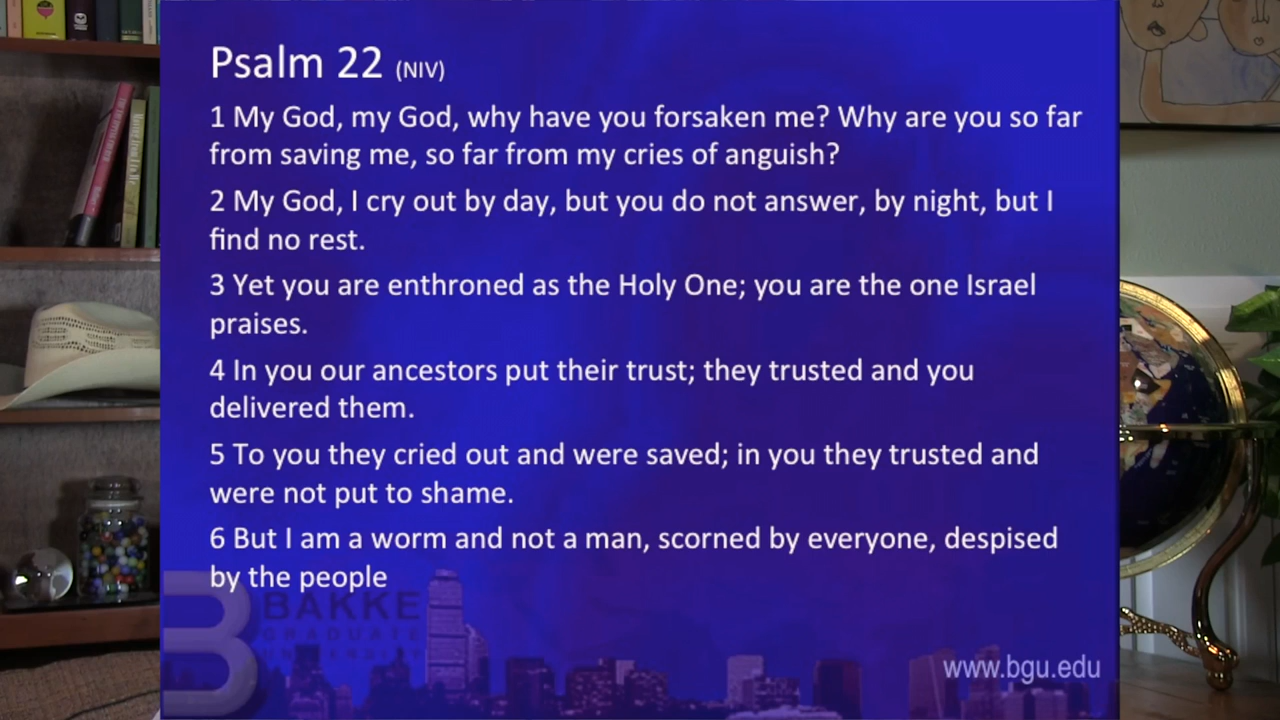 Psalm 22 (NIV)
1 My God, my God, why have you forsaken me? Why are you so far
from saving me, so far from my cries of anguish?
2 My God, I cry out by day, but you do not answer, by night, but I
find no rest.
3 Yet you are enthroned as the Holy One; you are the one Israel
praises.
4 In you our ancestors put their trust; they trusted and you
delivered them.
5 To you they cried out and were saved; in you they trusted and
were not put to shame.
6 But I am a worm and not a man, scorned by everyone, despised
by the people
BAKKE
GRADUATE
UNIVERSITY
www.bgu.edu